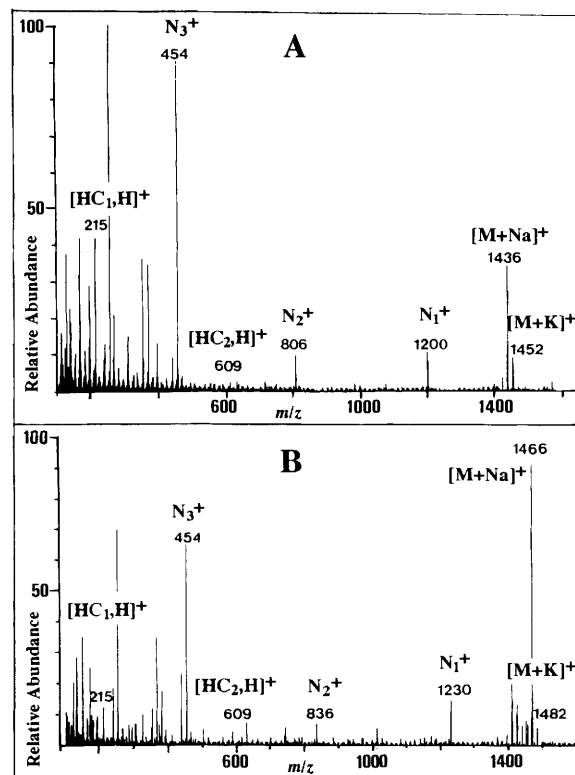 100
N₃⁺
454
A
[HC₁,H]⁺
215
50
Relative Abundance
[M+Na]⁺
1436
[M+K]⁺
1452
[HC₂,H]⁺
609
N₂⁺
806
N₁⁺
1200
600
1000
1400
m/z
100
B
1466
[M+Na]⁺
N₃⁺
454
50
Relative Abundance
[HC₁,H]⁺
215
[HC₂,H]⁺
609
N₂⁺
836
N₁⁺
1230
[M+K]⁺
1482
600
1000
1400
m/z